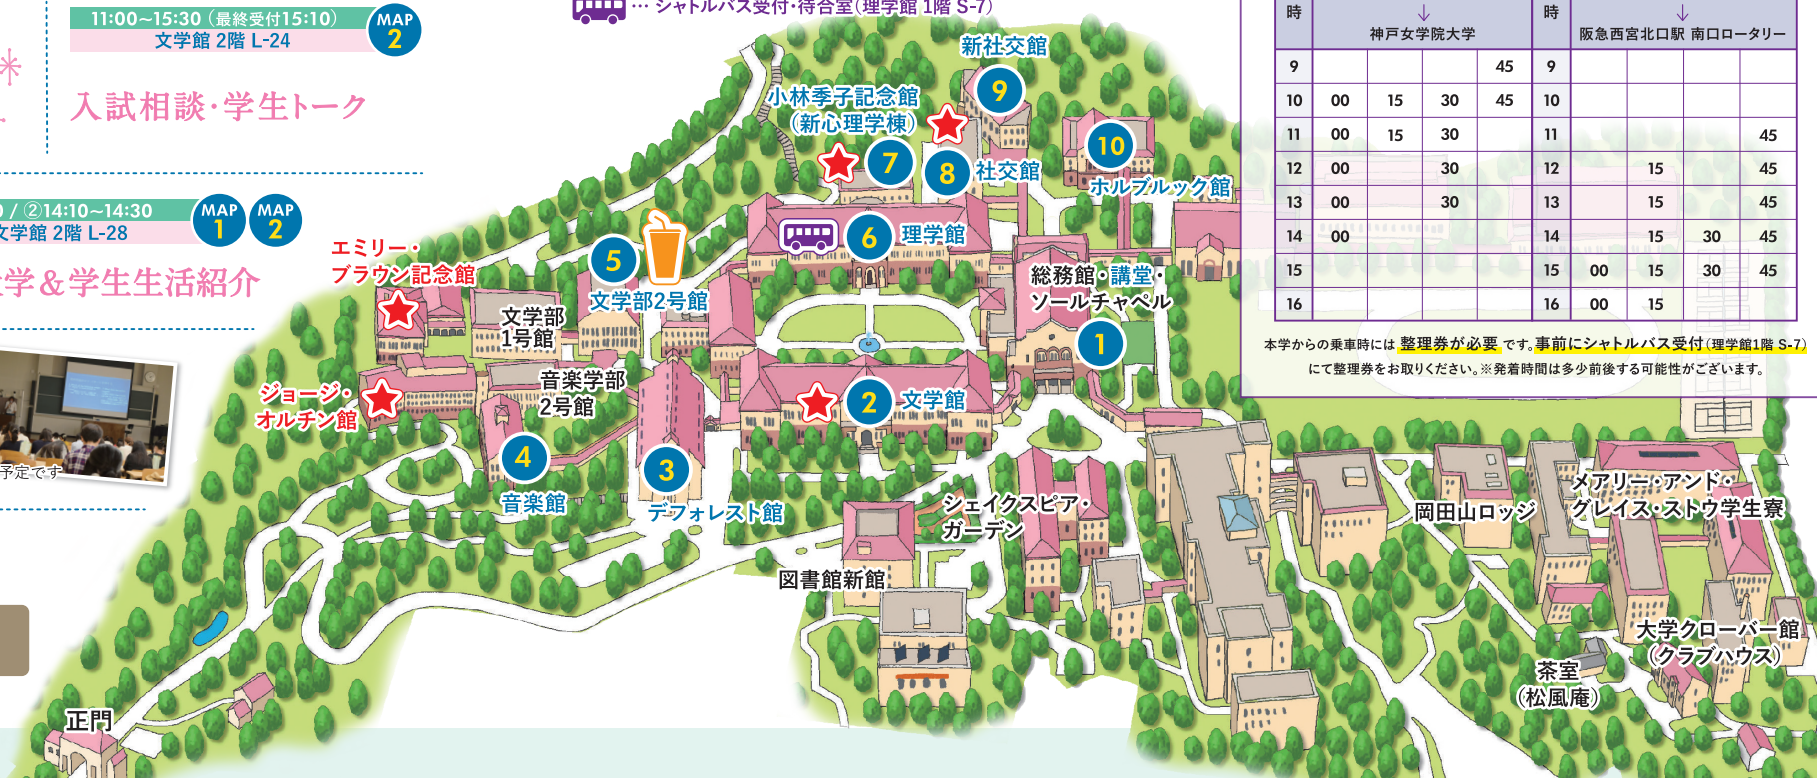 11:00~15:30 (最終受付15:10)
文学館 2階 L-24
MAP
2
入試相談・学生トーク
/ ②14:10~14:30
文学館 2階 L-28
MAP
1
MAP
2
学&学生生活紹介
予定です
… シャトルバス受付・待合室(理学館 1階 S-7)
新社交館
9
小林季子記念館
(新心理学棟)
7
8
社交館
10
ホルブルック館
エミリー・
ブラウン記念館
5
文学部2号館
6
理学館
総務館・講堂・
ソールチャペル
1
文学部
1号館
ジョージ・
オルチン館
音楽学部
2号館
2
文学館
4
音楽館
3
デフォレスト館
シェイクスピア・
ガーデン
図書館新館
岡田山ロッジ
メアリー・アンド・
グレイス・ストウ学生寮
大学クローバー館
(クラブハウス)
茶室
(松風庵)
正門
時 ↓ 時 ↓
神戸女学院大学 阪急西宮北口駅 南口ロータリー
9 45 9
10 00 15 30 45 10
11 00 15 30 11 45
12 00 30 12 15 45
13 00 30 13 15 45
14 00 14 15 30 45
15 15 00 15 30 45
16 16 00 15
本学からの乗車時には 整理券が必要 です。事前にシャトルバス受付(理学館1階 S-7)
にて整理券をお取りください。※発着時間は多少前後する可能性がございます。